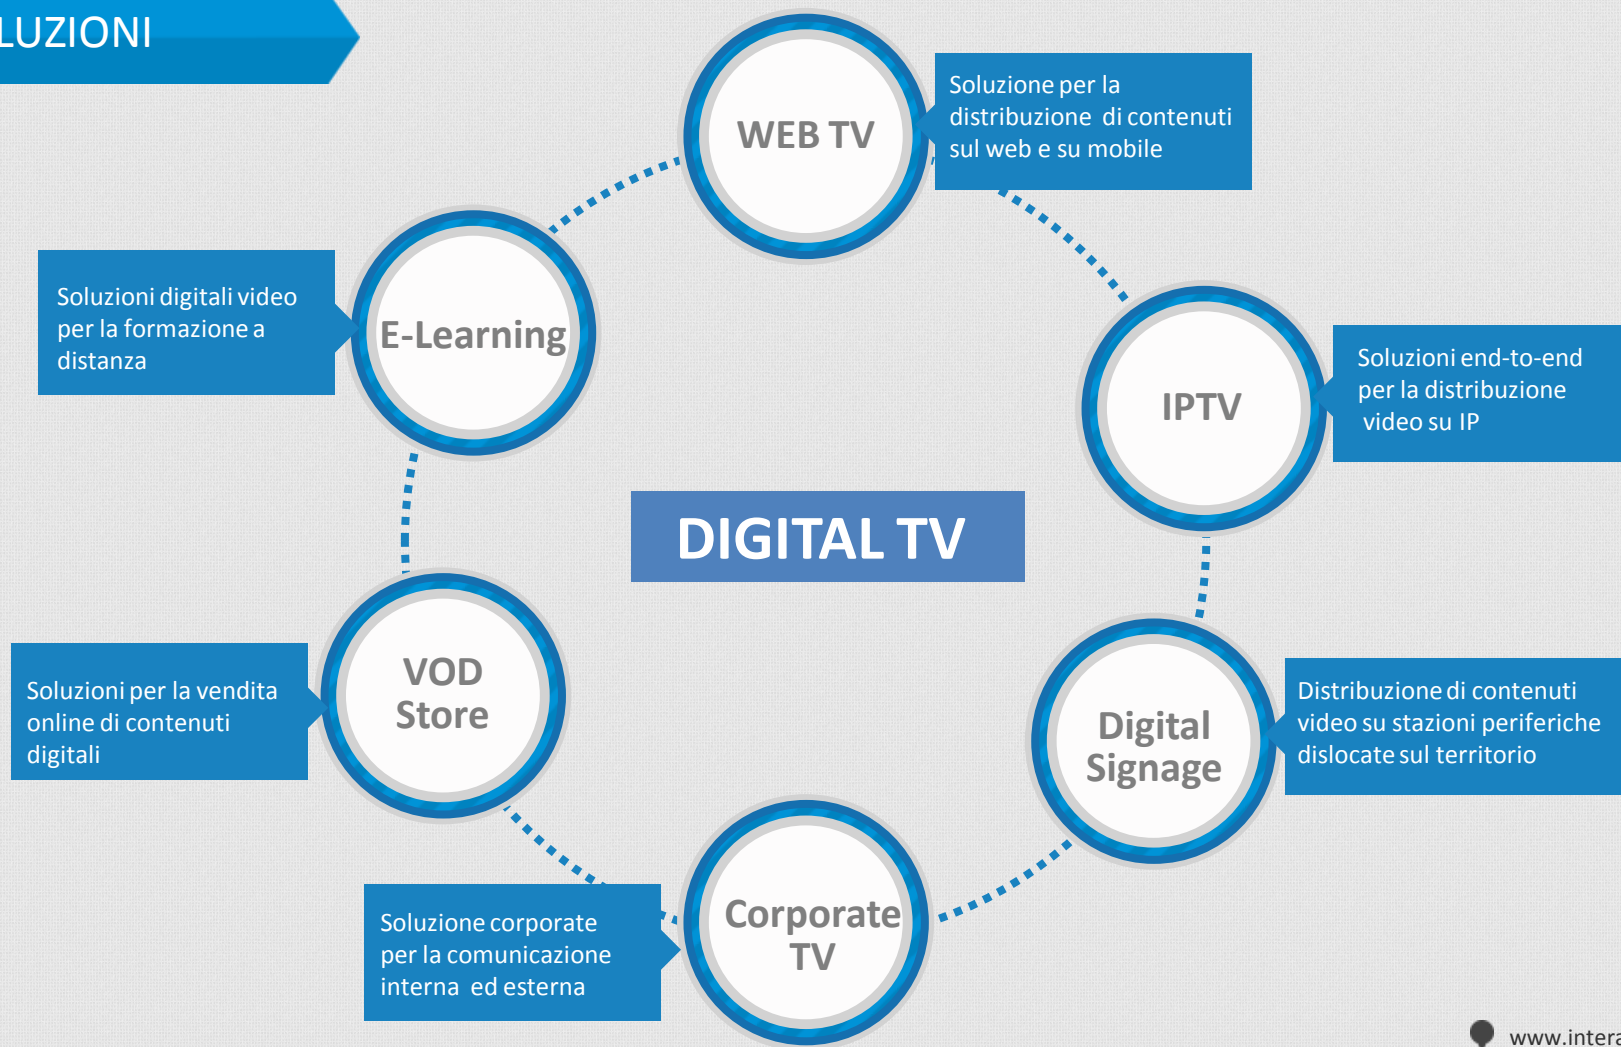 LUZIONI
WEB TV
Soluzione per la
distribuzione di contenuti
sul web e su mobile
E-Learning
Soluzioni digitali video
per la formazione a
distanza
IPTV
Soluzioni end-to-end
per la distribuzione
video su IP
DIGITAL TV
VOD
Store
Soluzioni per la vendita
online di contenuti
digitali
Digital
Signage
Distribuzione di contenuti
video su stazioni periferiche
dislocate sul territorio
Corporate
TV
Soluzione corporate
per la comunicazione
interna ed esterna
www.intera